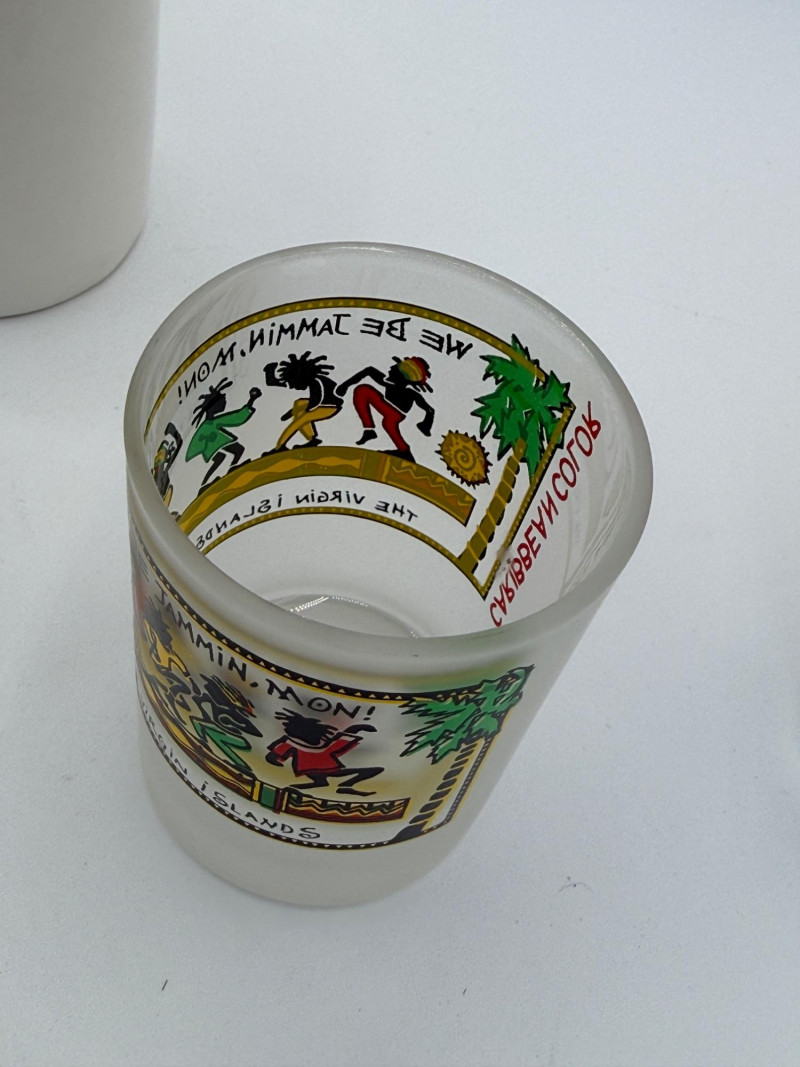 WE BE JAMMiN, MON!
THE ViRGiN iSLANDS
CARIBBEAN COLOR
JAMMiN, MON!
ViRGiN iSLANDS